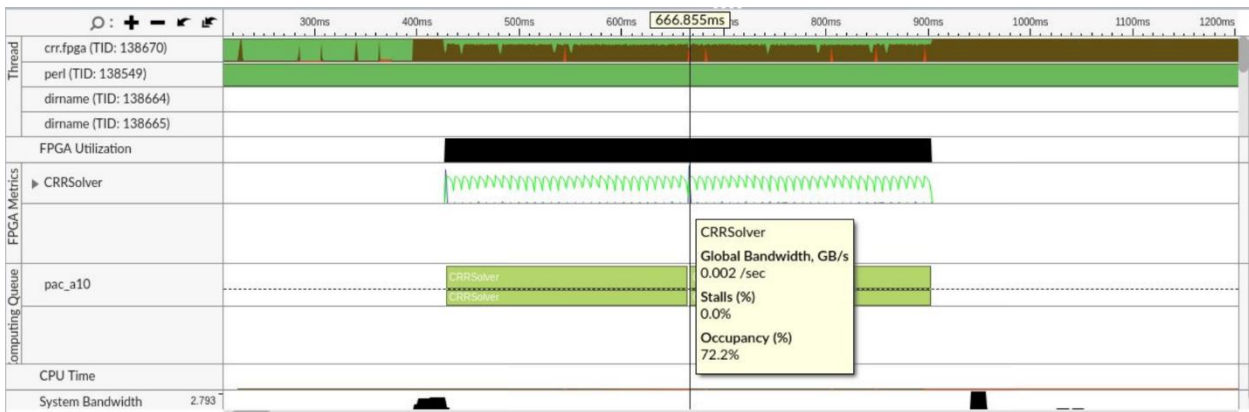 300ms 400ms 500ms 600ms 666.855ms 800ms 900ms 1000ms 1100ms 1200ms
Thread
crr.fpga (TID: 138670)
perl (TID: 138549)
dirname (TID: 138664)
dirname (TID: 138665)
FPGA Utilization
FPGA Metrics
CRRSolver
CRRSolver
Global Bandwidth, GB/s
0.002 /sec
Stalls (%)
0.0%
Occupancy (%)
72.2%
omputing Queue
pac_a10
CRRSolver
CRRSolver
CPU Time
System Bandwidth 2.793